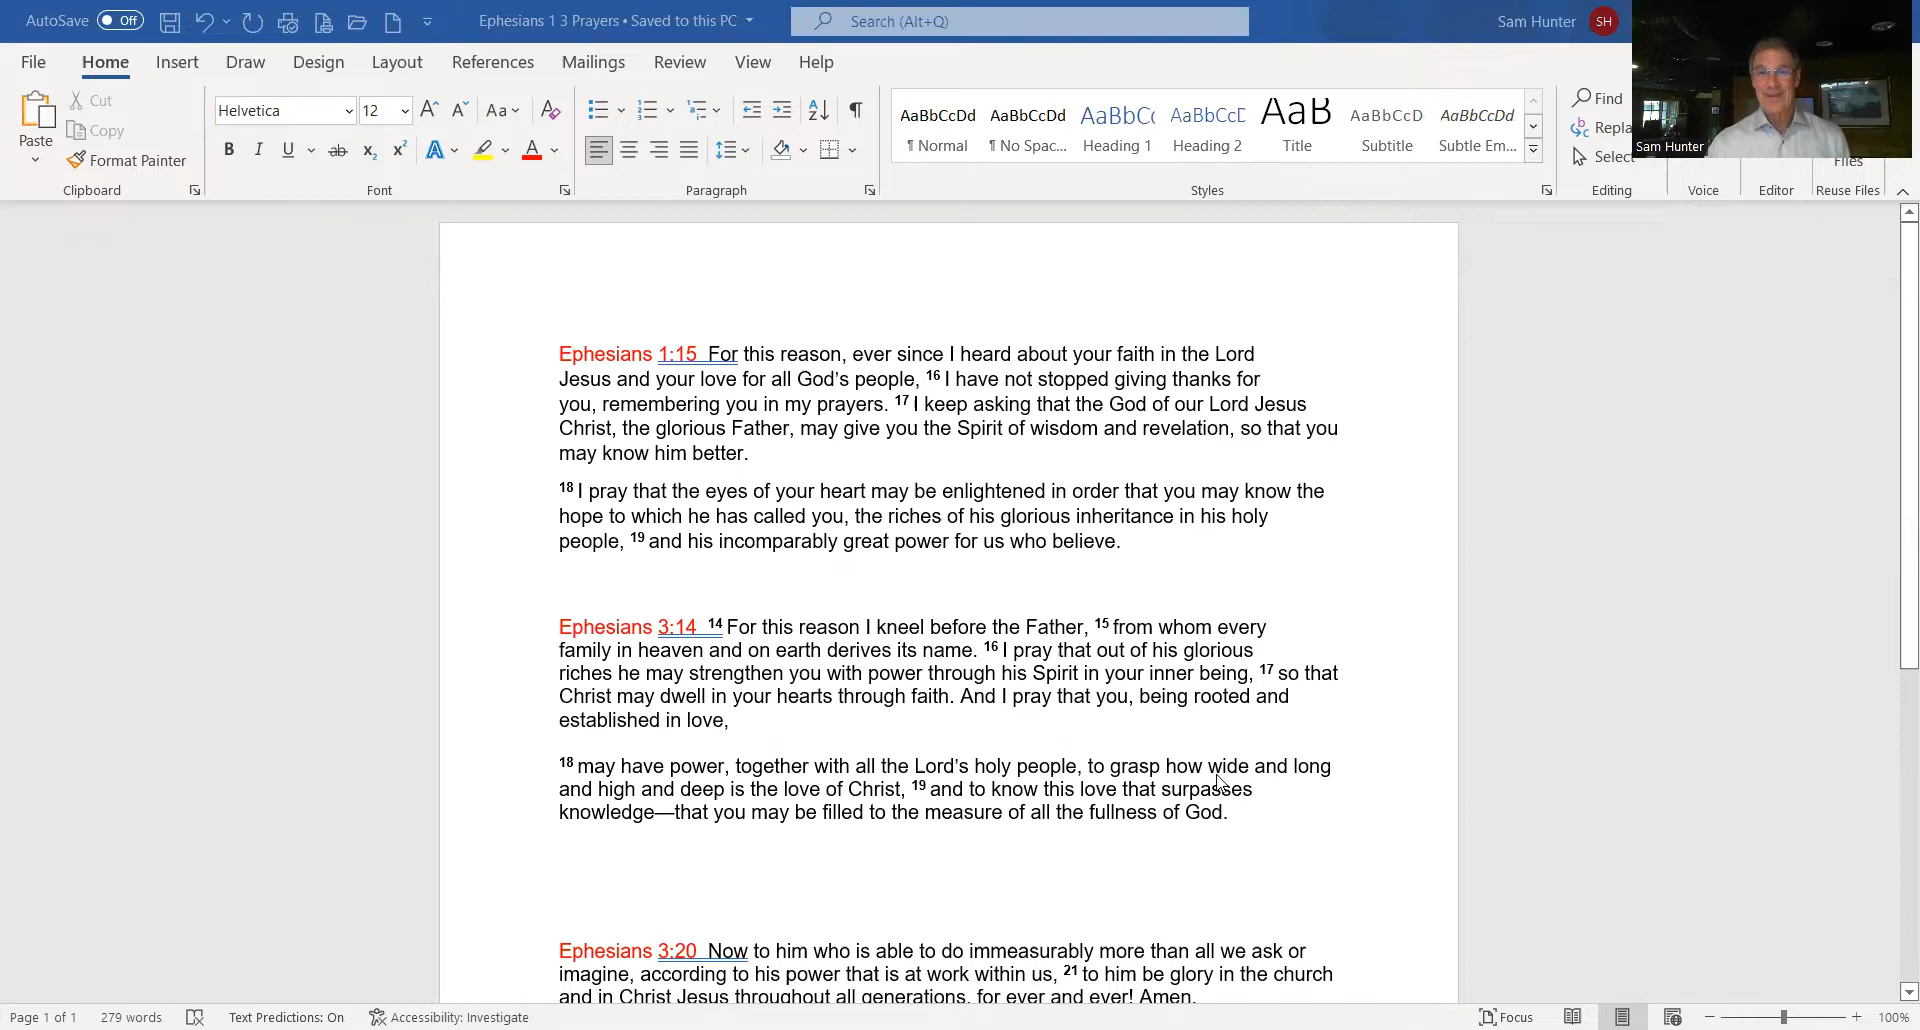 AutoSave Off Ephesians 1 3 Prayers • Saved to this PC Search (Alt+Q) Sam Hunter SH
File Home Insert Draw Design Layout References Mailings Review View Help
Paste Cut
Copy
Format Painter
Clipboard
Helvetica 12 Aa
B I U ab x₂ x² A A
Font
Paragraph
AaBbCcDd AaBbCcDd AaBbCc AaBbCcD AaB AaBbCcD AaBbCcDd
¶ Normal ¶ No Spac... Heading 1 Heading 2 Title Subtitle Subtle Em...
Styles
Find
Repla
Select
Editing Voice Editor
Files
Reuse Files
Sam Hunter
Ephesians 1:15 For this reason, ever since I heard about your faith in the Lord
Jesus and your love for all God’s people, 16 I have not stopped giving thanks for
you, remembering you in my prayers. 17 I keep asking that the God of our Lord Jesus
Christ, the glorious Father, may give you the Spirit of wisdom and revelation, so that you
may know him better.
18 I pray that the eyes of your heart may be enlightened in order that you may know the
hope to which he has called you, the riches of his glorious inheritance in his holy
people, 19 and his incomparably great power for us who believe.
Ephesians 3:14 14 For this reason I kneel before the Father, 15 from whom every
family in heaven and on earth derives its name. 16 I pray that out of his glorious
riches he may strengthen you with power through his Spirit in your inner being, 17 so that
Christ may dwell in your hearts through faith. And I pray that you, being rooted and
established in love,
18 may have power, together with all the Lord’s holy people, to grasp how wide and long
and high and deep is the love of Christ, 19 and to know this love that surpasses
knowledge—that you may be filled to the measure of all the fullness of God.
Ephesians 3:20 Now to him who is able to do immeasurably more than all we ask or
imagine, according to his power that is at work within us, 21 to him be glory in the church
and in Christ Jesus throughout all generations, for ever and ever! Amen.
Page 1 of 1 279 words Text Predictions: On Accessibility: Investigate Focus 100%